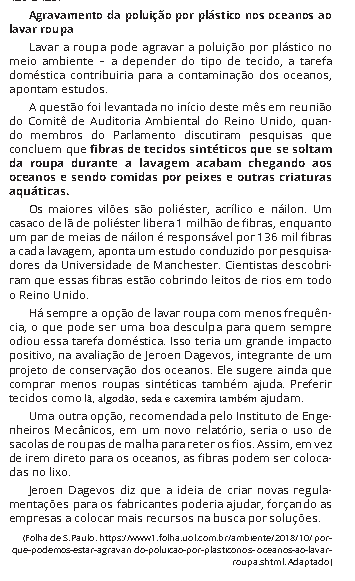 Agravamento da poluição por plástico nos oceanos ao
lavar roupa
Lavar a roupa pode agravar a poluição por plástico no
meio ambiente – a depender do tipo de tecido, a tarefa
doméstica contribuiria para a contaminação dos oceanos,
apontam estudos.
A questão foi levantada no início deste mês em reunião
do Comitê de Auditoria Ambiental do Reino Unido, quan-
do membros do Parlamento discutiram pesquisas que
concluem que fibras de tecidos sintéticos que se soltam
da roupa durante a lavagem acabam chegando aos
oceanos e sendo comidas por peixes e outras criaturas
aquáticas.
Os maiores vilões são poliéster, acrílico e náilon. Um
casaco de lã de poliéster libera 1 milhão de fibras, enquanto
um par de meias de náilon é responsável por 136 mil fibras
a cada lavagem, aponta um estudo conduzido por pesquisa-
dores da Universidade de Manchester. Cientistas descobri-
ram que essas fibras estão cobrindo leitos de rios em todo
o Reino Unido.
Há sempre a opção de lavar roupa com menos frequên-
cia, o que pode ser uma boa desculpa para quem sempre
odiou essa tarefa doméstica. Isso teria um grande impacto
positivo, na avaliação de Jeroen Dagevos, integrante de um
projeto de conservação dos oceanos. Ele sugere ainda que
comprar menos roupas sintéticas também ajuda. Preferir
tecidos como lã, algodão, seda e caxemira também ajudam.
Uma outra opção, recomendada pelo Instituto de Enge-
nheiros Mecânicos, em um novo relatório, seria o uso de
sacolas de roupas de malha para reter os fios. Assim, em vez
de irem direto para os oceanos, as fibras podem ser coloca-
das no lixo.
Jeroen Dagevos diz que a ideia de criar novas regula-
mentações para os fabricantes poderia ajudar, forçando as
empresas a colocar mais recursos na busca por soluções.
(Folha de S. Paulo. https://www1.folha.uol.com.br/ambiente/2018/10/ por-
que-podemos-estar-agravan do-poluicao-por-plasticonos-oceanos-ao-lavar-
roupa.shtml. Adaptado)